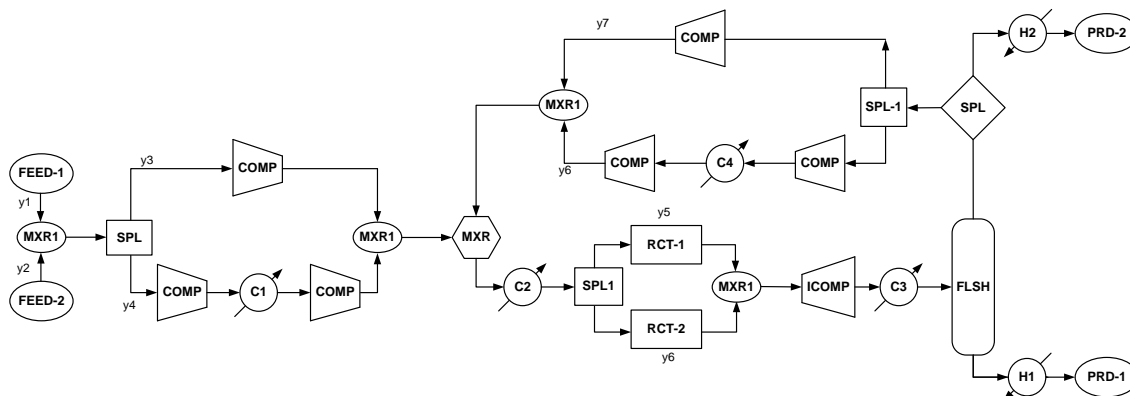 y7
COMP
H2
PRD-2
MXR1
SPL-1
SPL
y6
COMP
C4
COMP
FEED-1
y3
COMP
y1
MXR1
SPL
MXR1
MXR
y2
y4
COMP
C1
COMP
FEED-2
y5
RCT-1
C2
SPL1
MXR1
ICOMP
C3
FLSH
RCT-2
y6
H1
PRD-1